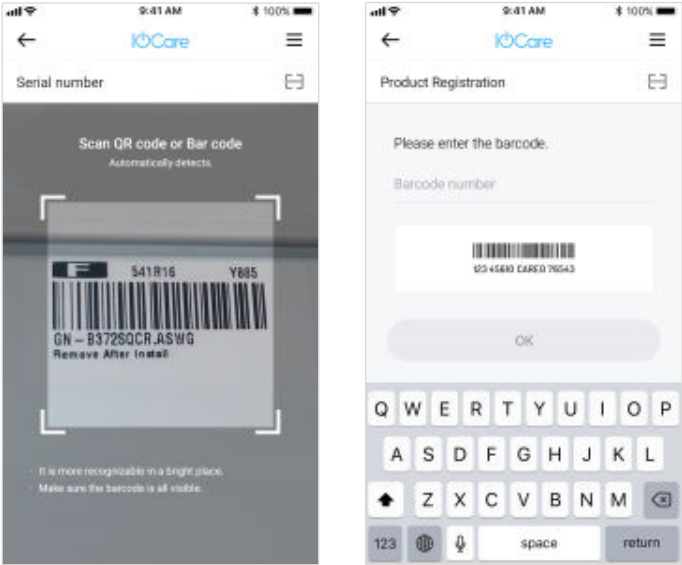 9:41 AM
100%
IOCare
Serial number
Scan QR code or Bar code
Automatically detects.
F 541R16 Y885
GN-B372SQCR.ASWG
Remove After Install
· It is more recognizable in a bright place.
· Make sure the barcode is all visible.
9:41 AM
100%
IOCare
Product Registration
Please enter the barcode.
Barcode number
123 45610 CARE0 76543
OK
Q W E R T Y U I O P
A S D F G H J K L
Z X C V B N M
123 space return